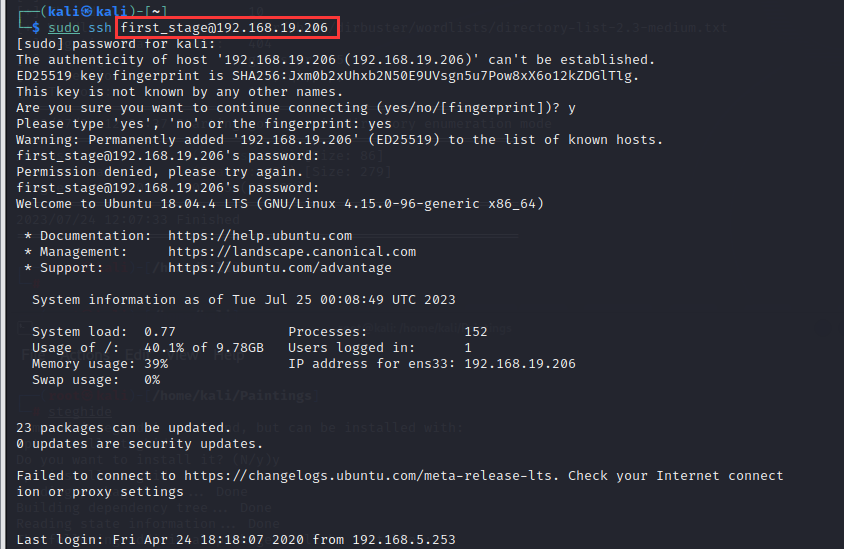 (kali㉿kali)-[~]
$ sudo ssh first_stage@192.168.19.206
[sudo] password for kali:
The authenticity of host '192.168.19.206 (192.168.19.206)' can't be established.
ED25519 key fingerprint is SHA256:Jxm0b2xUhxb2N50E9UVsgn5u7Pow8xX6o12kZDGlTlg.
This key is not known by any other names.
Are you sure you want to continue connecting (yes/no/[fingerprint])? y
Please type 'yes', 'no' or the fingerprint: yes
Warning: Permanently added '192.168.19.206' (ED25519) to the list of known hosts.
first_stage@192.168.19.206's password:
Permission denied, please try again.
first_stage@192.168.19.206's password:
Welcome to Ubuntu 18.04.4 LTS (GNU/Linux 4.15.0-96-generic x86_64)
* Documentation: https://help.ubuntu.com
* Management: https://landscape.canonical.com
* Support: https://ubuntu.com/advantage
System information as of Tue Jul 25 00:08:49 UTC 2023
System load: 0.77 Processes: 152
Usage of /: 40.1% of 9.78GB Users logged in: 1
Memory usage: 39% IP address for ens33: 192.168.19.206
Swap usage: 0%
23 packages can be updated.
0 updates are security updates.
Failed to connect to https://changelogs.ubuntu.com/meta-release-lts. Check your Internet connect
ion or proxy settings
Last login: Fri Apr 24 18:18:07 2020 from 192.168.5.253